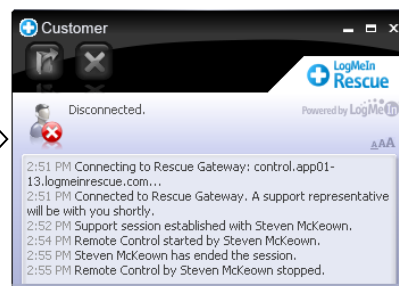 Customer
LogMeIn
Rescue
Disconnected.
Powered by LogMeIn
AAA
2:51 PM Connecting to Rescue Gateway: control.app01-
13.logmeinrescue.com...
2:51 PM Connected to Rescue Gateway. A support representative
will be with you shortly.
2:52 PM Support session established with Steven McKeown.
2:54 PM Remote Control started by Steven McKeown.
2:55 PM Steven McKeown has ended the session.
2:55 PM Remote Control by Steven McKeown stopped.